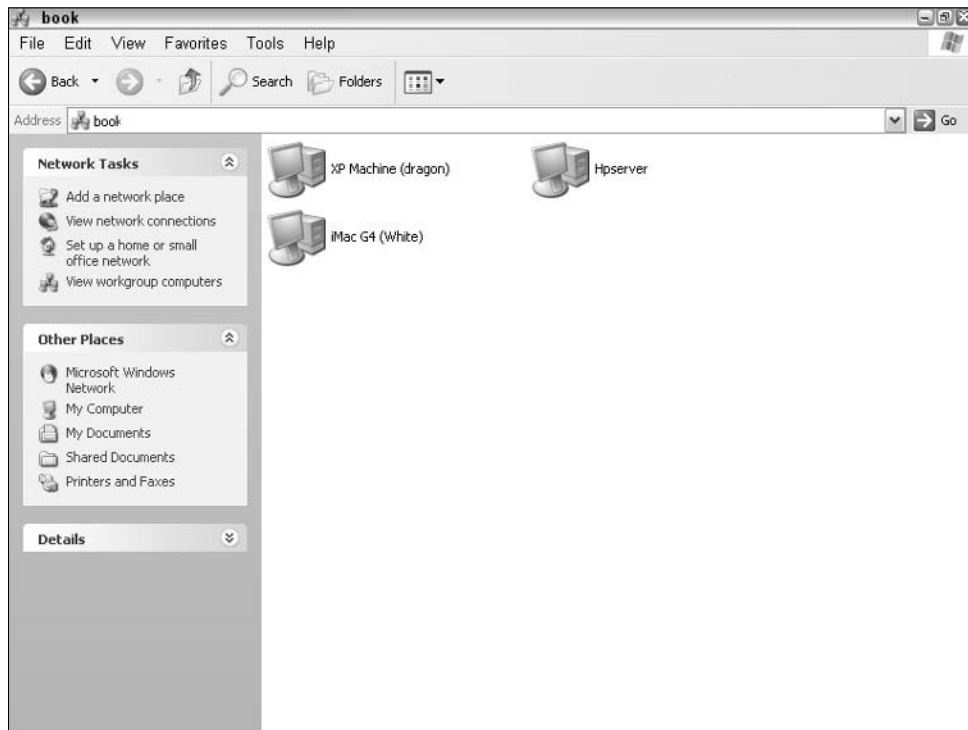 book
File Edit View Favorites Tools Help
Back Search Folders
Address book Go
Network Tasks
Add a network place
View network connections
Set up a home or small
office network
View workgroup computers
Other Places
Microsoft Windows
Network
My Computer
My Documents
Shared Documents
Printers and Faxes
Details
XP Machine (dragon)
Hpserver
iMac G4 (White)